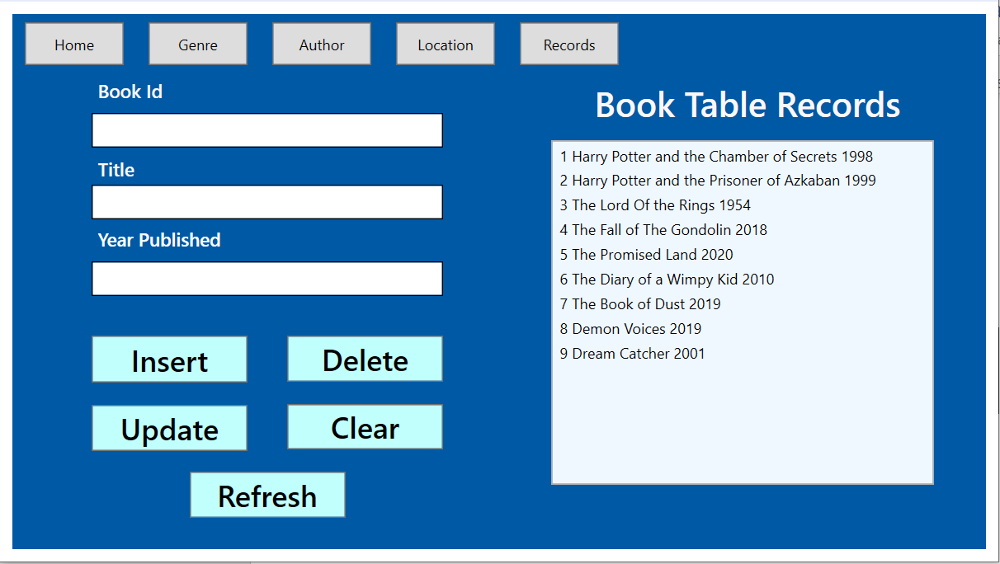 Home
Genre
Author
Location
Records
Book Id
Title
Year Published
Insert
Delete
Update
Clear
Refresh
Book Table Records
1 Harry Potter and the Chamber of Secrets 1998
2 Harry Potter and the Prisoner of Azkaban 1999
3 The Lord Of the Rings 1954
4 The Fall of The Gondolin 2018
5 The Promised Land 2020
6 The Diary of a Wimpy Kid 2010
7 The Book of Dust 2019
8 Demon Voices 2019
9 Dream Catcher 2001